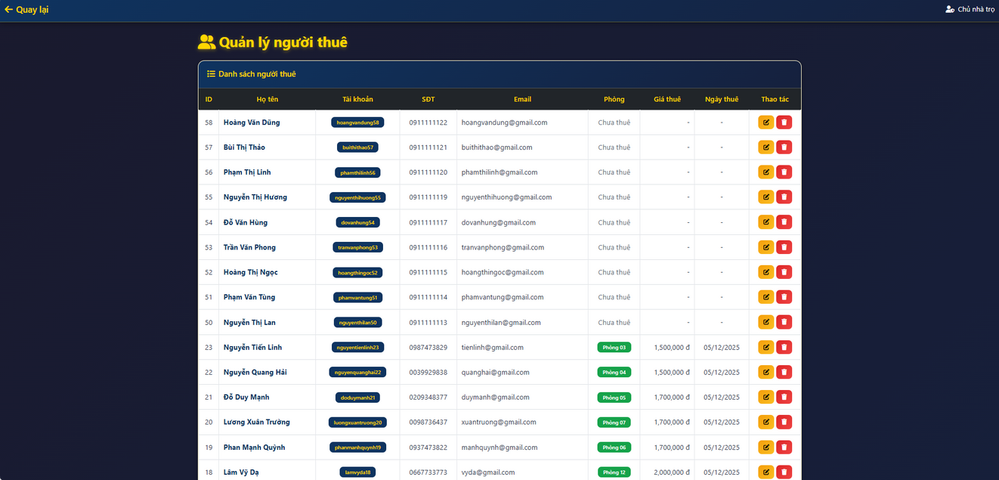 Quay lại
Chủ nhà trọ
Quản lý người thuê
Danh sách người thuê
ID Họ tên Tài khoản SĐT Email Phòng Giá thuê Ngày thuê Thao tác
58 Hoàng Văn Dũng hoangvandung58 0911111122 hoangvandung@gmail.com Chưa thuê - -
57 Bùi Thị Thảo buithithao57 0911111121 buithithao@gmail.com Chưa thuê - -
56 Phạm Thị Linh phamthilinh56 0911111120 phamthilinh@gmail.com Chưa thuê - -
55 Nguyễn Thị Hương nguyenthihuong55 0911111119 nguyenthihuong@gmail.com Chưa thuê - -
54 Đỗ Văn Hùng dovanhung54 0911111117 dovanhung@gmail.com Chưa thuê - -
53 Trần Văn Phong tranvanphong53 0911111116 tranvanphong@gmail.com Chưa thuê - -
52 Hoàng Thị Ngọc hoangthingoc52 0911111115 hoangthingoc@gmail.com Chưa thuê - -
51 Phạm Văn Tùng phamvantung51 0911111114 phamvantung@gmail.com Chưa thuê - -
50 Nguyễn Thị Lan nguyenthilan50 0911111113 nguyenthilan@gmail.com Chưa thuê - -
23 Nguyễn Tiến Linh nguyentienlinh23 0987473829 tienlinh@gmail.com Phòng 03 1,500,000 đ 05/12/2025
22 Nguyễn Quang Hải nguyenquanghai22 0039929838 quanghai@gmail.com Phòng 04 1,500,000 đ 05/12/2025
21 Đỗ Duy Mạnh doduymanh21 0209348377 duymanh@gmail.com Phòng 05 1,700,000 đ 05/12/2025
20 Lương Xuân Trường luongxuantruong20 0098736437 xuantruong@gmail.com Phòng 07 1,700,000 đ 05/12/2025
19 Phan Mạnh Quỳnh phanmanhquynh19 0937473822 manhquynh@gmail.com Phòng 06 1,700,000 đ 05/12/2025
18 Lâm Vỹ Dạ lamvyda18 0667733773 vyda@gmail.com Phòng 12 2,000,000 đ 05/12/2025